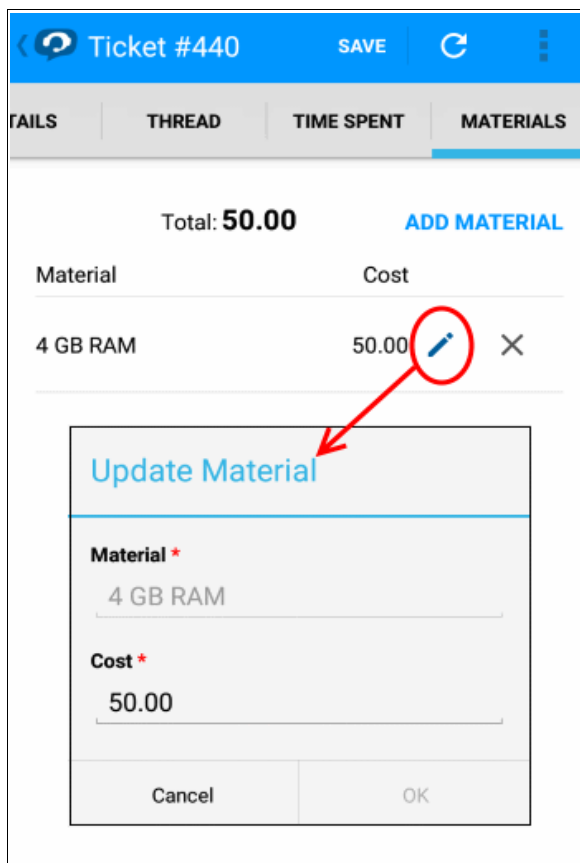 Ticket #440 SAVE
TAILS THREAD TIME SPENT MATERIALS
Total: 50.00 ADD MATERIAL
Material Cost
4 GB RAM 50.00
Update Material
Material *
4 GB RAM
Cost *
50.00
Cancel OK